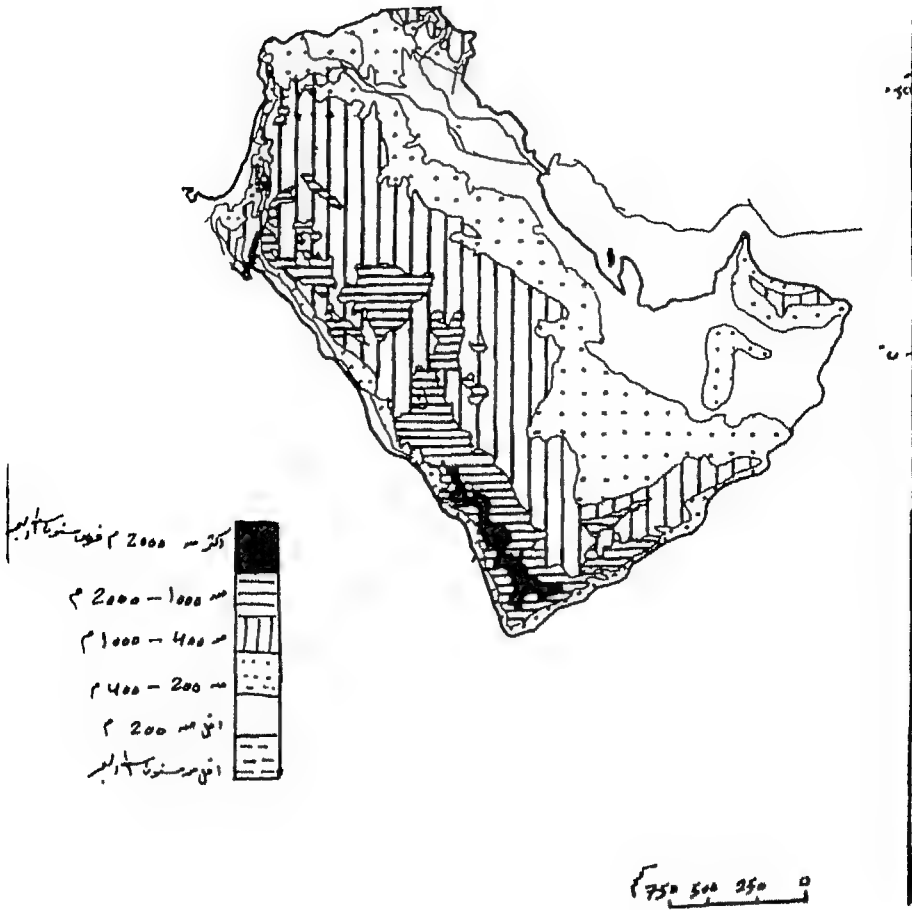 أكثر من 2000 م فوق مستوى سطح البحر
من 1000 – 2000 م
من 400 – 1000 م
من 200 – 400 م
أقل من 200 م
أقل من مستوى سطح البحر
0 250 500 750 كم